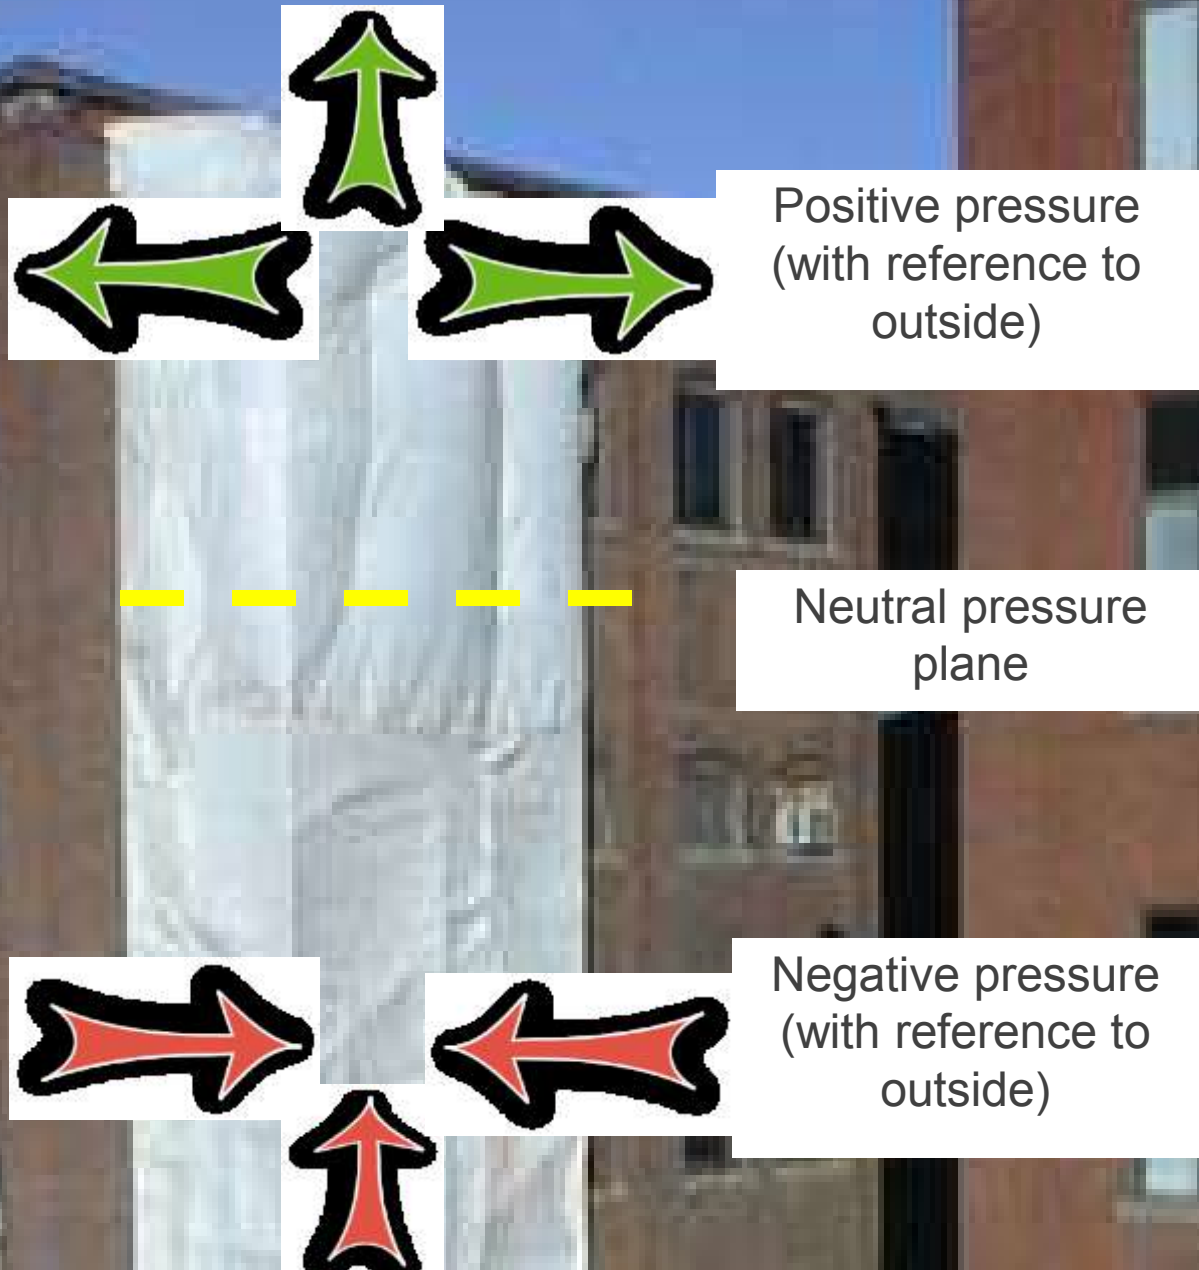 Positive pressure
(with reference to
outside)
Neutral pressure
plane
Negative pressure
(with reference to
outside)